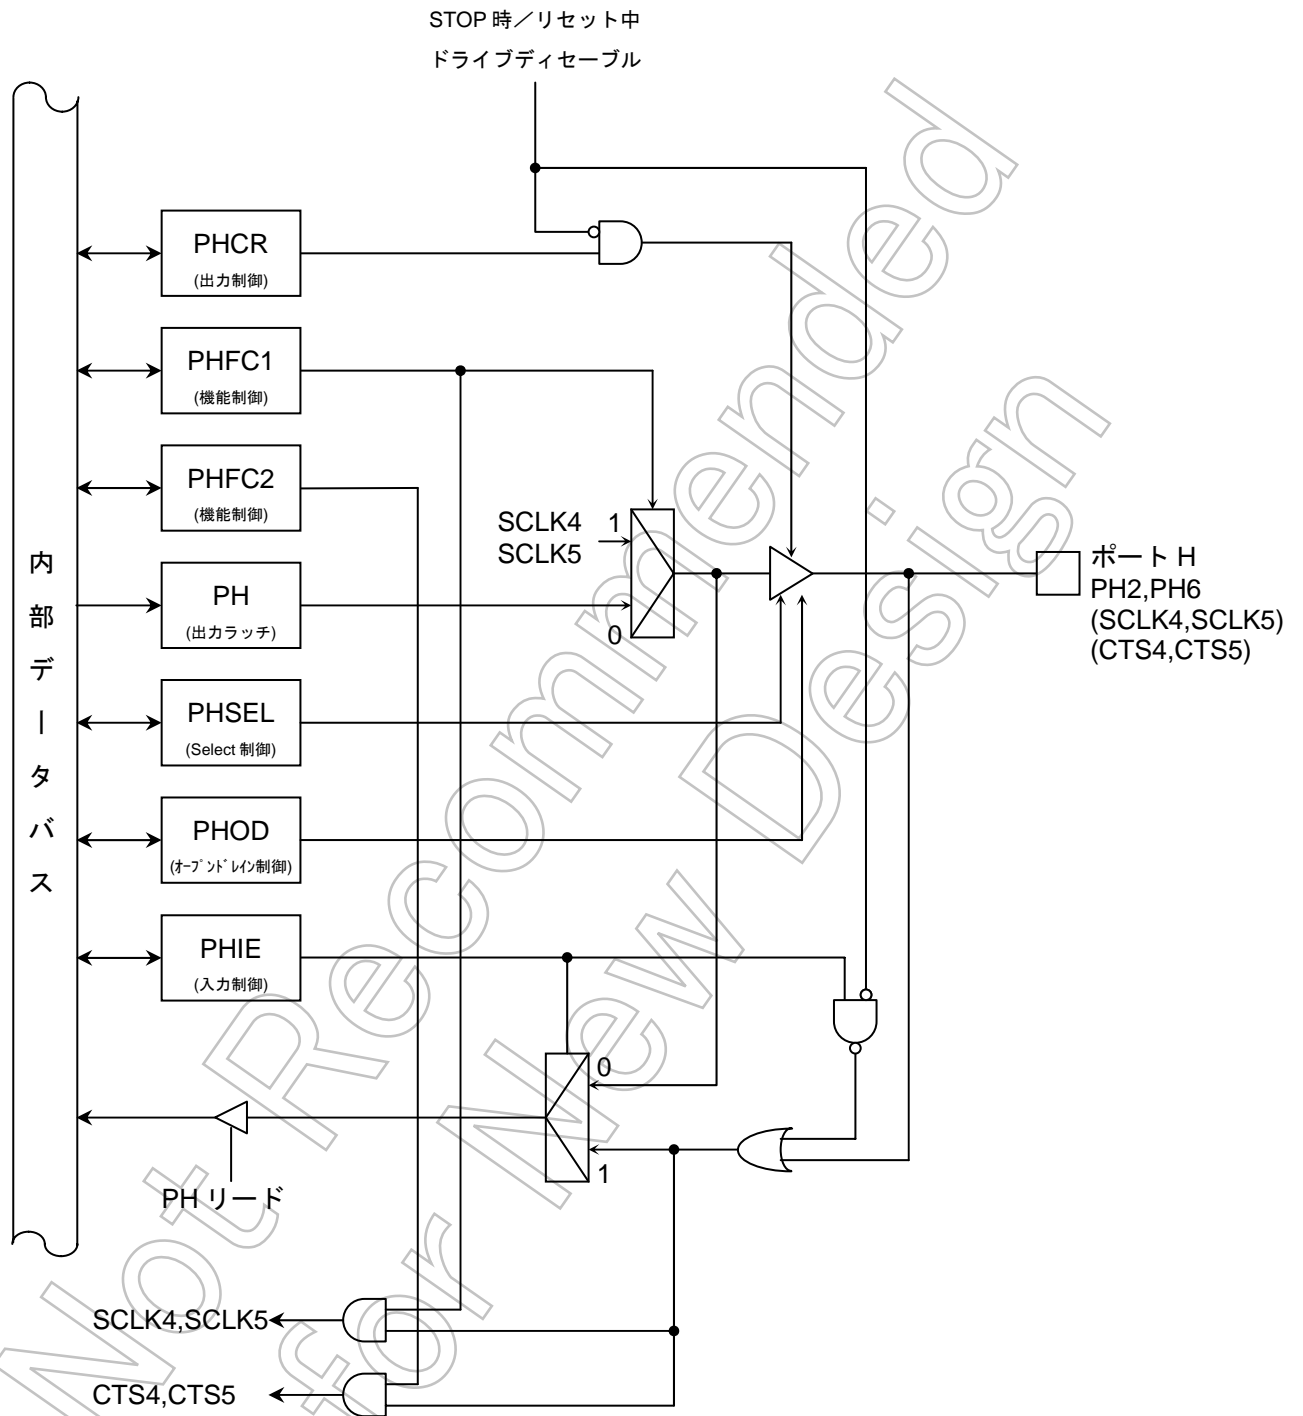 STOP 時／リセット中
ドライブディセーブル
PHCR
(出力制御)
PHFC1
(機能制御)
PHFC2
(機能制御)
PH
(出力ラッチ)
PHSEL
(Select 制御)
PHOD
(ｵｰﾌﾟﾝﾄﾞﾚｲﾝ制御)
PHIE
(入力制御)
内部データバス
SCLK4
SCLK5
1
0
ポート H
PH2,PH6
(SCLK4,SCLK5)
(CTS4,CTS5)
0
1
PH リード
SCLK4,SCLK5
CTS4,CTS5
Not Recommended
for New Design